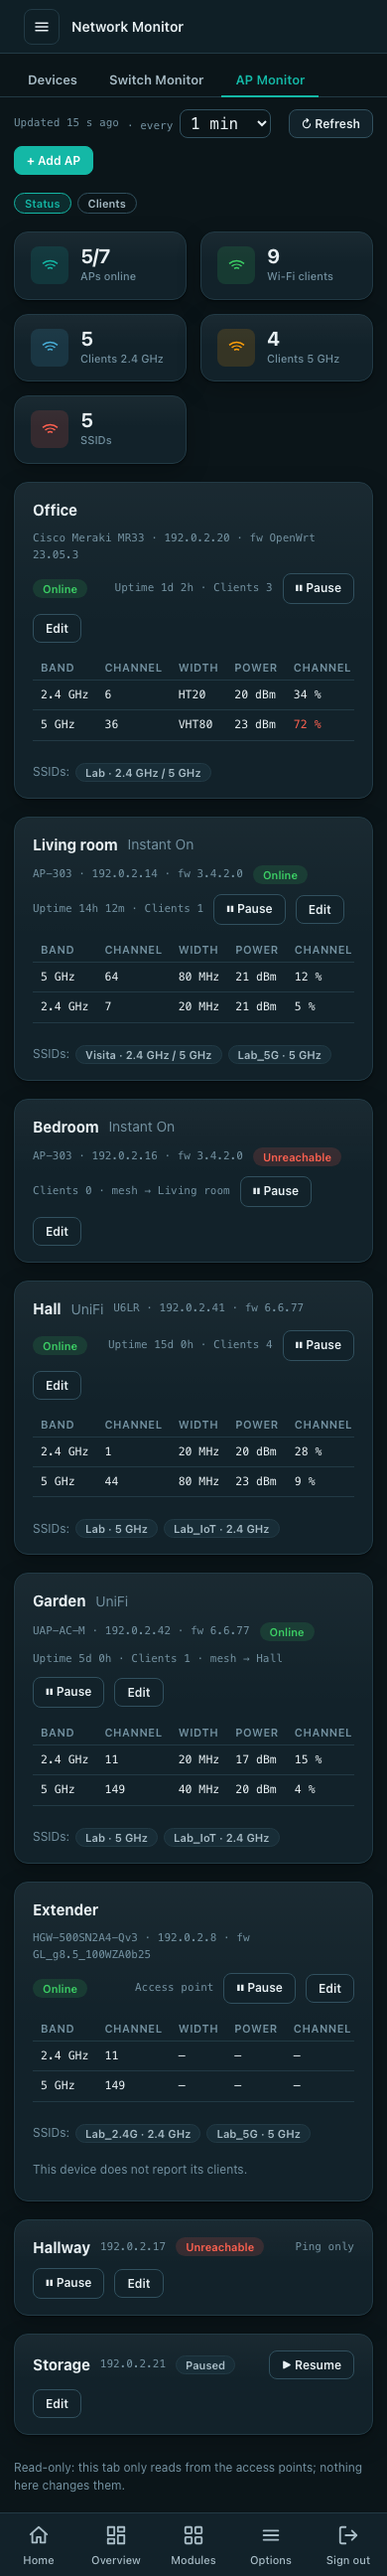 Network Monitor
Devices Switch Monitor AP Monitor
Updated 15 s ago · every 1 min Refresh
+ Add AP
Status Clients
5/7
APs online
9
Wi-Fi clients
5
Clients 2.4 GHz
4
Clients 5 GHz
5
SSIDs
Office
Cisco Meraki MR33 · 192.0.2.20 · fw OpenWrt
23.05.3
Online Uptime 1d 2h · Clients 3 Pause
Edit
BAND CHANNEL WIDTH POWER CHANNEL
2.4 GHz 6 HT20 20 dBm 34 %
5 GHz 36 VHT80 23 dBm 72 %
SSIDs: Lab · 2.4 GHz / 5 GHz
Living room Instant On
AP-303 · 192.0.2.14 · fw 3.4.2.0 Online
Uptime 14h 12m · Clients 1 Pause Edit
BAND CHANNEL WIDTH POWER CHANNEL
5 GHz 64 80 MHz 21 dBm 12 %
2.4 GHz 7 20 MHz 21 dBm 5 %
SSIDs: Visita · 2.4 GHz / 5 GHz Lab_5G · 5 GHz
Bedroom Instant On
AP-303 · 192.0.2.16 · fw 3.4.2.0 Unreachable
Clients 0 · mesh → Living room Pause
Edit
Hall UniFi U6LR · 192.0.2.41 · fw 6.6.77
Online Uptime 15d 0h · Clients 4 Pause
Edit
BAND CHANNEL WIDTH POWER CHANNEL
2.4 GHz 1 20 MHz 20 dBm 28 %
5 GHz 44 80 MHz 23 dBm 9 %
SSIDs: Lab · 5 GHz Lab_IoT · 2.4 GHz
Garden UniFi
UAP-AC-M · 192.0.2.42 · fw 6.6.77 Online
Uptime 5d 0h · Clients 1 · mesh → Hall
Pause Edit
BAND CHANNEL WIDTH POWER CHANNEL
2.4 GHz 11 20 MHz 17 dBm 15 %
5 GHz 149 40 MHz 20 dBm 4 %
SSIDs: Lab · 5 GHz Lab_IoT · 2.4 GHz
Extender
HGW-500SN2A4-Qv3 · 192.0.2.8 · fw
GL_g8.5_100WZA0b25
Online Access point Pause Edit
BAND CHANNEL WIDTH POWER CHANNEL
2.4 GHz 11 — — —
5 GHz 149 — — —
SSIDs: Lab_2.4G · 2.4 GHz Lab_5G · 5 GHz
This device does not report its clients.
Hallway 192.0.2.17 Unreachable Ping only
Pause Edit
Storage 192.0.2.21 Paused Resume
Edit
Read-only: this tab only reads from the access points; nothing
here changes them.
Home Overview Modules Options Sign out